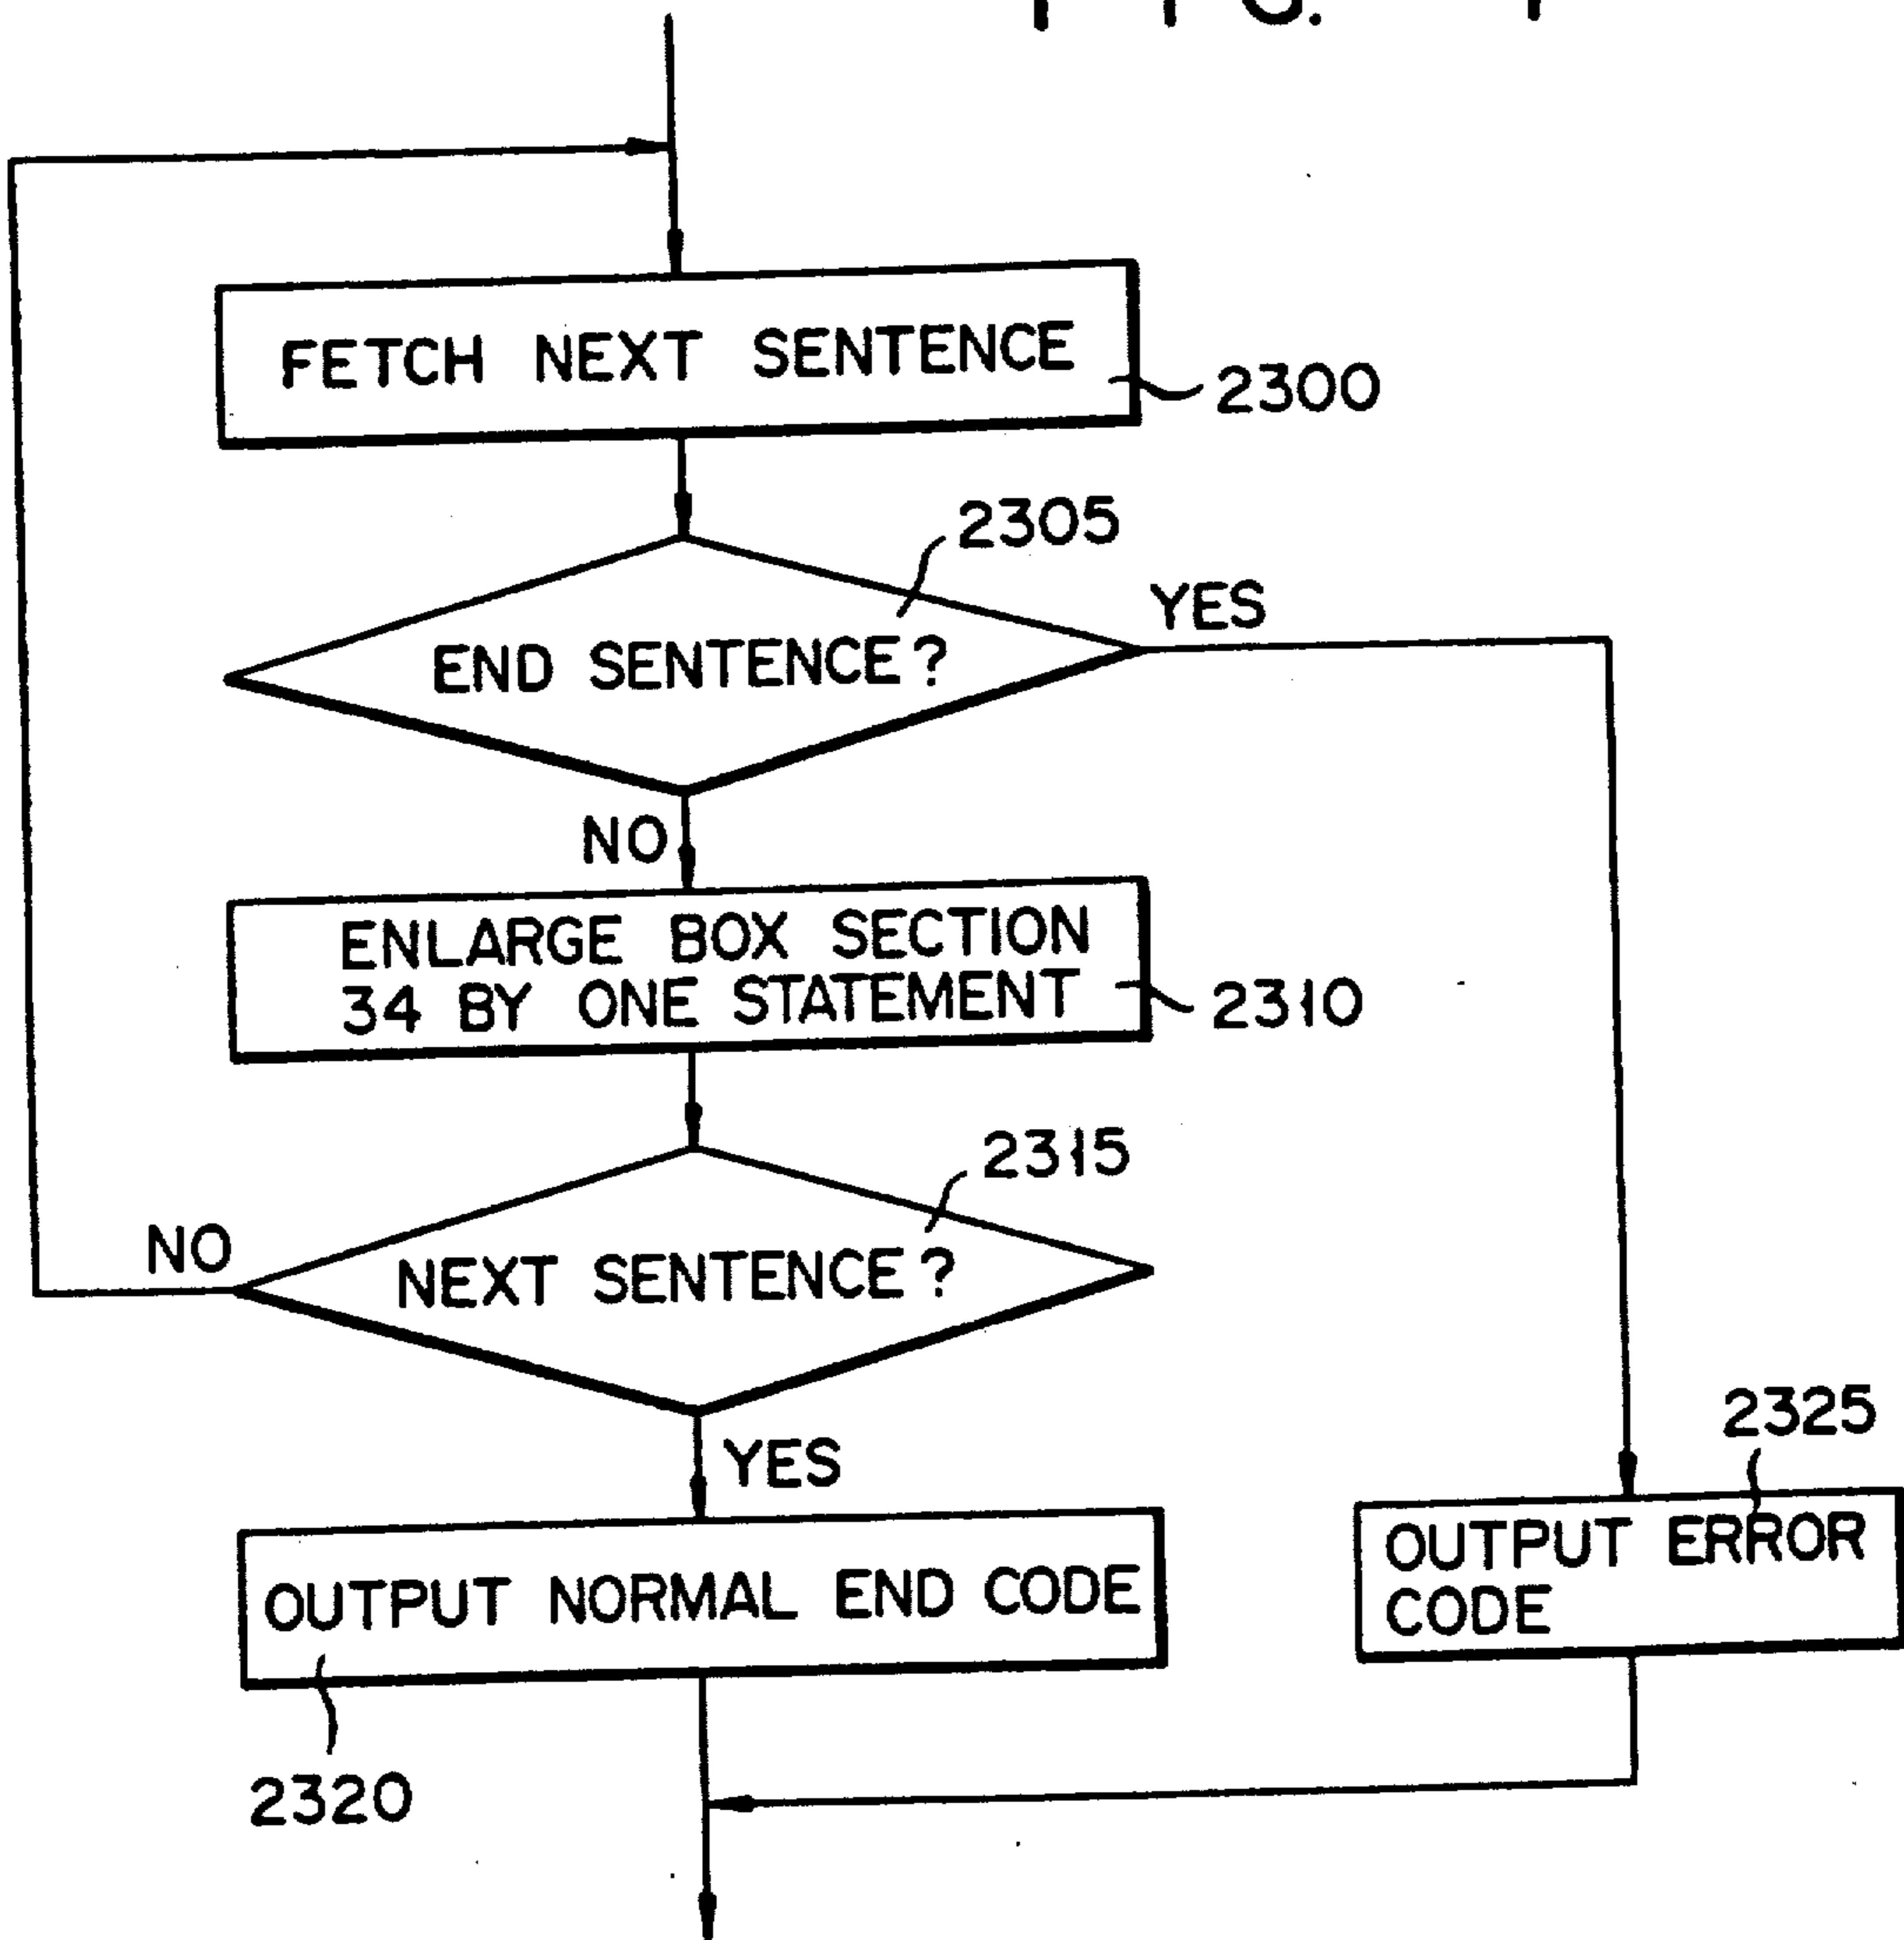 FETCH NEXT SENTENCE
2300
2305
END SENTENCE?
YES
NO
ENLARGE BOX SECTION
34 BY ONE STATEMENT
2310
2315
NO
NEXT SENTENCE?
YES
2325
OUTPUT NORMAL END CODE
OUTPUT ERROR
CODE
2320